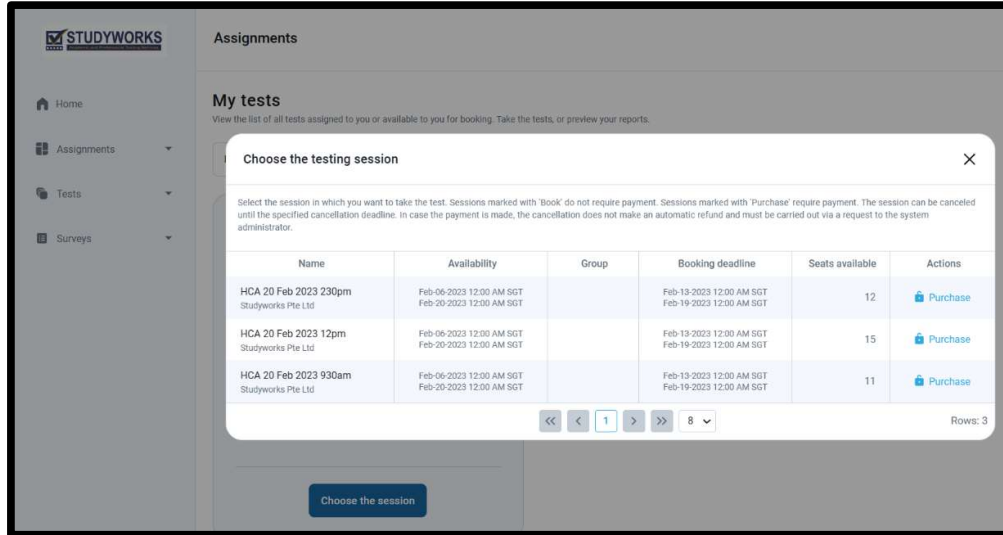 STUDYWORKS
Assignments
Home
Assignments
Tests
Surveys
My tests
View the list of all tests assigned to you or available to you for booking. Take the tests, or preview your reports.
Choose the testing session
Select the session in which you want to take the test. Sessions marked with 'Book' do not require payment. Sessions marked with 'Purchase' require payment. The session can be canceled
until the specified cancellation deadline. In case the payment is made, the cancellation does not make an automatic refund and must be carried out via a request to the system
administrator.
Name Availability Group Booking deadline Seats available Actions
HCA 20 Feb 2023 230pm Feb-06-2023 12:00 AM SGT Feb-13-2023 12:00 AM SGT 12 Purchase
Studyworks Pte Ltd Feb-20-2023 12:00 AM SGT Feb-19-2023 12:00 AM SGT
HCA 20 Feb 2023 12pm Feb-06-2023 12:00 AM SGT Feb-13-2023 12:00 AM SGT 15 Purchase
Studyworks Pte Ltd Feb-20-2023 12:00 AM SGT Feb-19-2023 12:00 AM SGT
HCA 20 Feb 2023 930am Feb-06-2023 12:00 AM SGT Feb-13-2023 12:00 AM SGT 11 Purchase
Studyworks Pte Ltd Feb-20-2023 12:00 AM SGT Feb-19-2023 12:00 AM SGT
<< < 1 > >> 8 Rows: 3
Choose the session